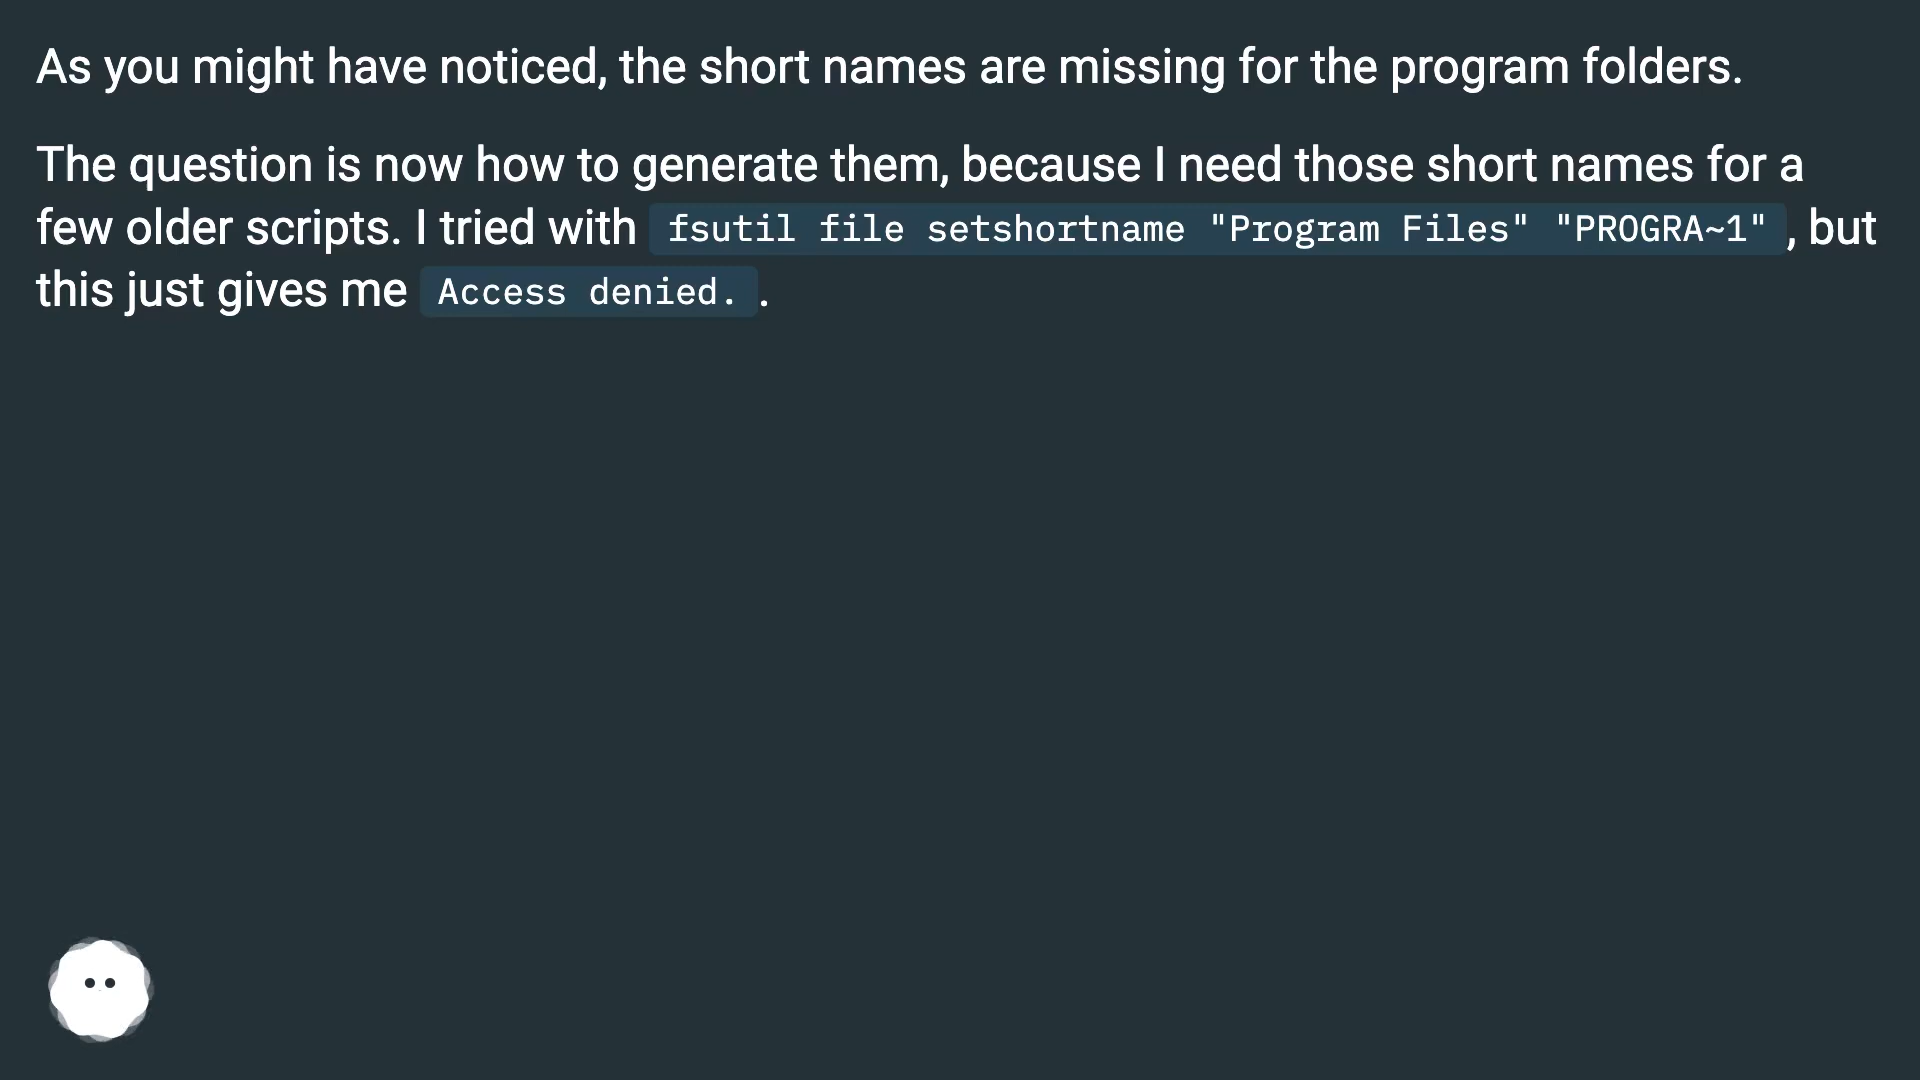 As you might have noticed, the short names are missing for the program folders.
The question is now how to generate them, because I need those short names for a
few older scripts. I tried with fsutil file setshortname "Program Files" "PROGRA~1" , but
this just gives me Access denied. .